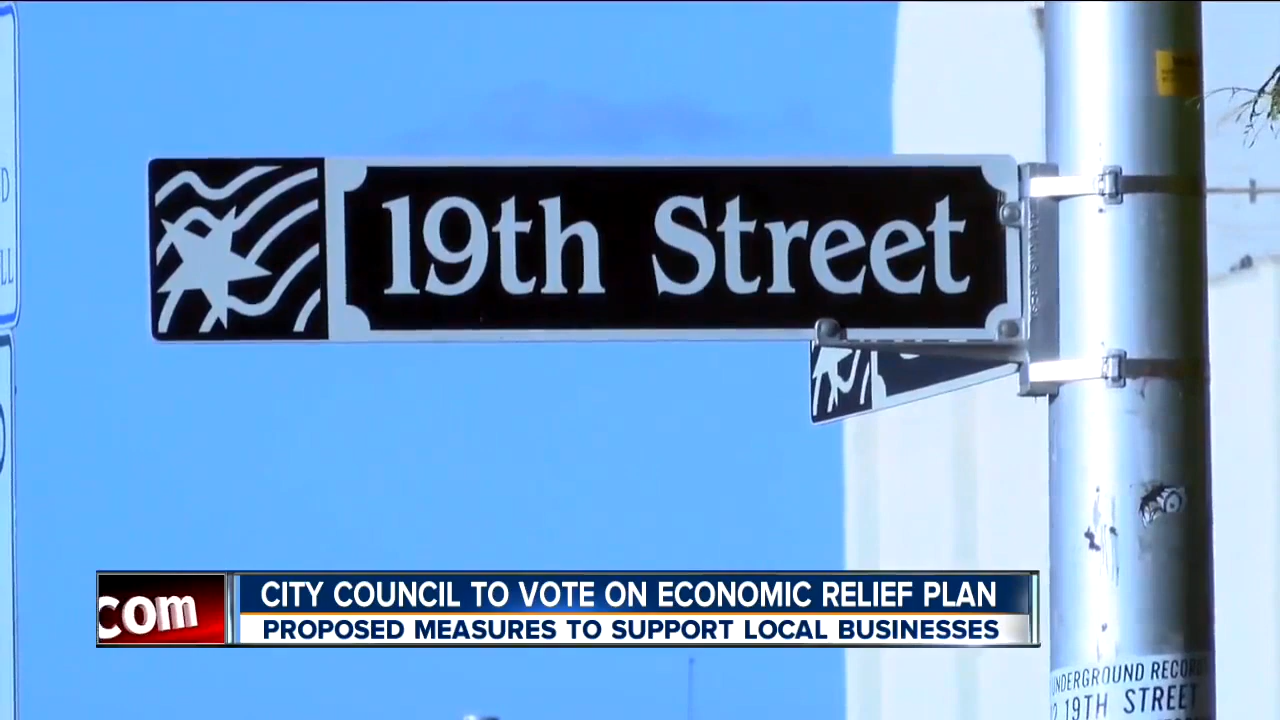 19th Street
com
CITY COUNCIL TO VOTE ON ECONOMIC RELIEF PLAN
PROPOSED MEASURES TO SUPPORT LOCAL BUSINESSES
UNDERGROUND RECORDS
19TH STREET